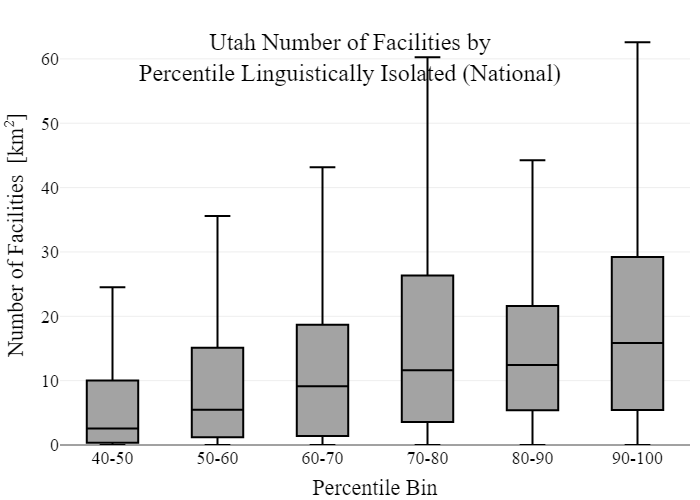 Utah Number of Facilities by
Percentile Linguistically Isolated (National)
Number of Facilities [km²]
60
50
40
30
20
10
0
40-50 50-60 60-70 70-80 80-90 90-100
Percentile Bin